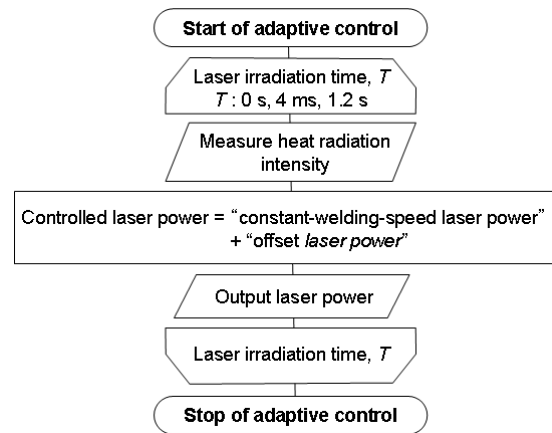 Start of adaptive control
Laser irradiation time, T
T : 0 s, 4 ms, 1.2 s
Measure heat radiation
intensity
Controlled laser power = “constant-welding-speed laser power”
+ “offset laser power”
Output laser power
Laser irradiation time, T
Stop of adaptive control